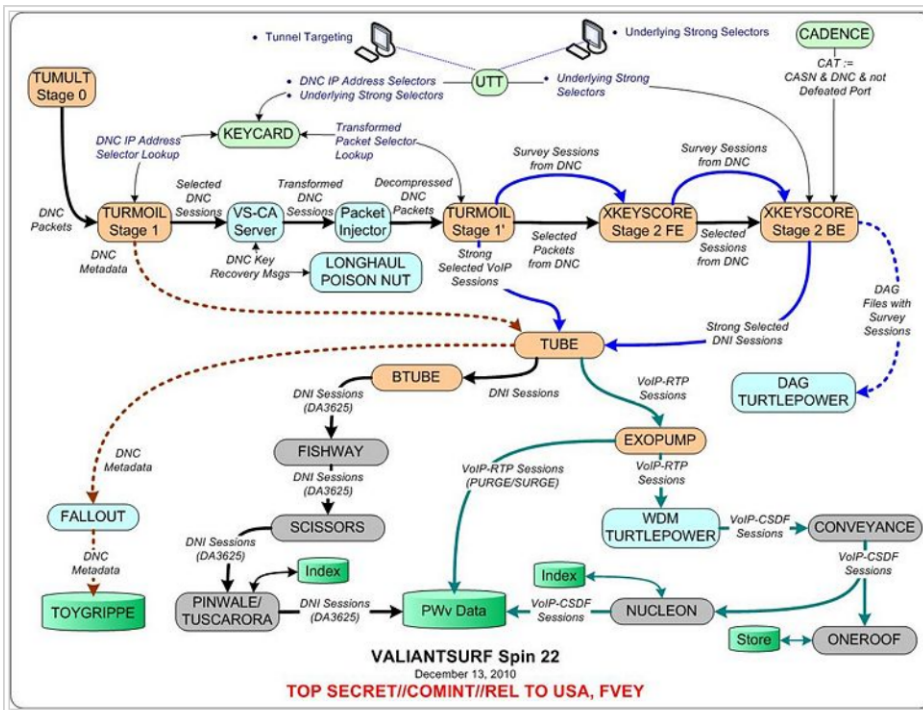 • Tunnel Targeting
• Underlying Strong Selectors
CADENCE
CAT :=
CASN & DNC & not
Defeated Port
TUMULT
Stage 0
• DNC IP Address Selectors
• Underlying Strong Selectors
UTT
• Underlying Strong
Selectors
KEYCARD
DNC IP Address
Selector Lookup
Transformed
Packet Selector
Lookup
Survey Sessions
from DNC
Survey Sessions
from DNC
DNC
Packets
TURMOIL
Stage 1
Selected
DNC
Sessions
VS-CA
Server
Transformed
DNC
Sessions
Packet
Injector
Decompressed
DNC
Packets
TURMOIL
Stage 1'
Selected
Packets
from DNC
XKEYSCORE
Stage 2 FE
Selected
Sessions
from DNC
XKEYSCORE
Stage 2 BE
DNC
Metadata
DNC Key
Recovery Msgs
LONGHAUL
POISON NUT
Strong
Selected VoIP
Sessions
DAG
Files with
Survey
Sessions
Strong Selected
DNI Sessions
TUBE
BTUBE
DNI Sessions
VoIP-RTP
Sessions
DAG
TURTLEPOWER
DNI Sessions
(DA3625)
EXOPUMP
FISHWAY
DNC
Metadata
VoIP-RTP Sessions
(PURGE/SURGE)
VoIP-RTP
Sessions
DNI Sessions
(DA3625)
FALLOUT
SCISSORS
WDM
TURTLEPOWER
VoIP-CSDF
Sessions
CONVEYANCE
DNI Sessions
(DA3625)
VoIP-CSDF
Sessions
DNC
Metadata
Index
Index
TOYGRIPPE
PINWALE/
TUSCARORA
DNI Sessions
(DA3625)
PWv Data
VoIP-CSDF
Sessions
NUCLEON
Store
ONEROOF
VALIANTSURF Spin 22
December 13, 2010
TOP SECRET//COMINT//REL TO USA, FVEY